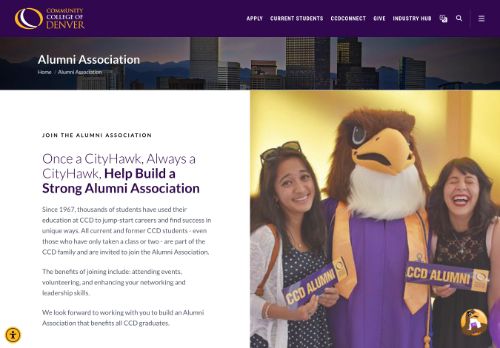 COMMUNITY
COLLEGE OF
DENVER
APPLY CURRENT STUDENTS CCDCONNECT GIVE INDUSTRY HUB
Alumni Association
Home / Alumni Association
JOIN THE ALUMNI ASSOCIATION
Once a CityHawk, Always a
CityHawk, Help Build a
Strong Alumni Association
Since 1967, thousands of students have used their
education at CCD to jump-start careers and find success in
unique ways. All current and former CCD students - even
those who have only taken a class or two - are part of the
CCD family and are invited to join the Alumni Association.
The benefits of joining include: attending events,
volunteering, and enhancing your networking and
leadership skills.
We look forward to working with you to build an Alumni
Association that benefits all CCD graduates.
CCD ALUMNI
CCD ALUMNI